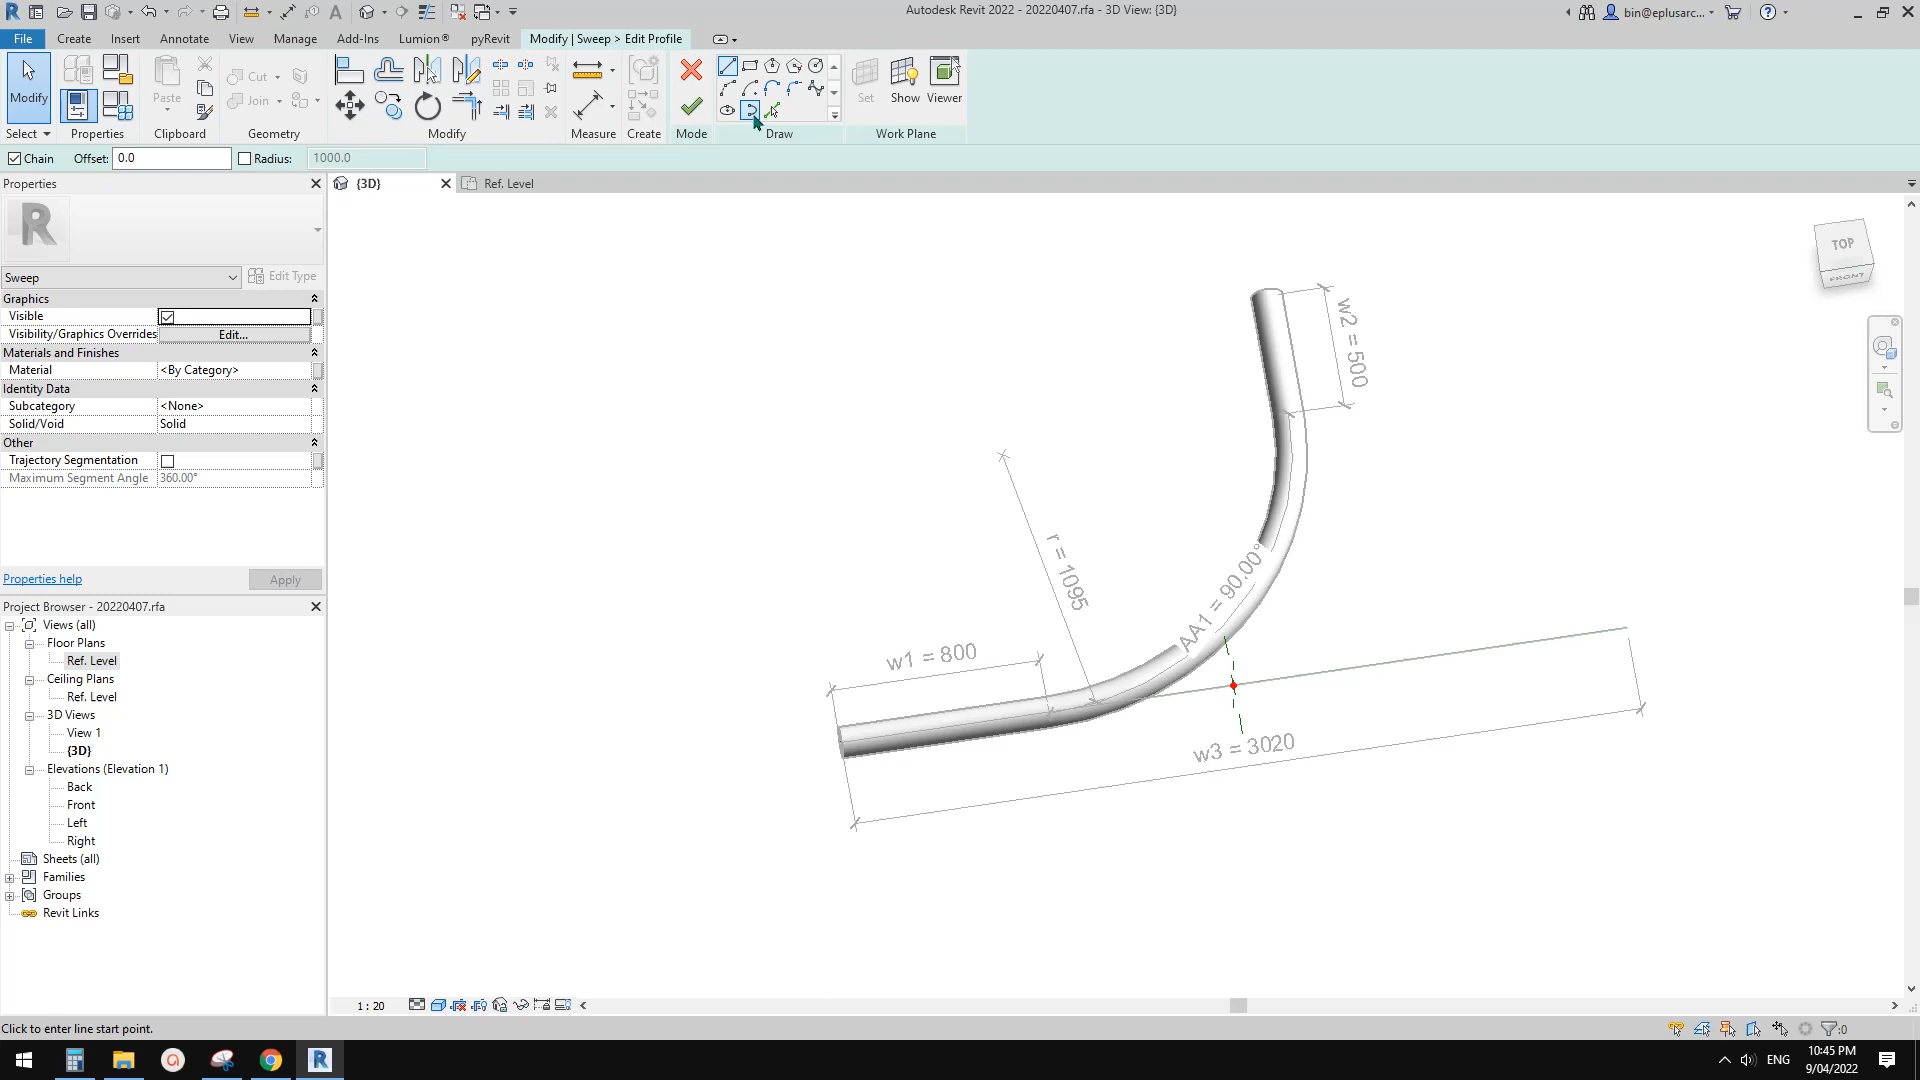 Autodesk Revit 2022 - 20220407.rfa - 3D View: {3D}
bin@eplusarc...
File
Create
Insert
Annotate
View
Manage
Add-Ins
Lumion®
pyRevit
Modify | Sweep > Edit Profile
Modify
Paste
Cut
Join
Set
Show
Viewer
Select
Properties
Clipboard
Geometry
Modify
Measure
Create
Mode
Draw
Work Plane
Chain
Offset:
0.0
Radius:
1000.0
Properties
{3D}
Ref. Level
Sweep
Edit Type
Graphics
Visible
Visibility/Graphics Overrides
Edit...
Materials and Finishes
Material
<By Category>
Identity Data
Subcategory
<None>
Solid/Void
Solid
Other
Trajectory Segmentation
Maximum Segment Angle
360.00°
Properties help
Apply
Project Browser - 20220407.rfa
Views (all)
Floor Plans
Ref. Level
Ceiling Plans
Ref. Level
3D Views
View 1
{3D}
Elevations (Elevation 1)
Back
Front
Left
Right
Sheets (all)
Families
Groups
Revit Links
TOP
FRONT
w2 = 500
r = 1095
AA1 = 90.00°
w1 = 800
w3 = 3020
1 : 20
Click to enter line start point.
:0
ENG
10:45 PM
9/04/2022